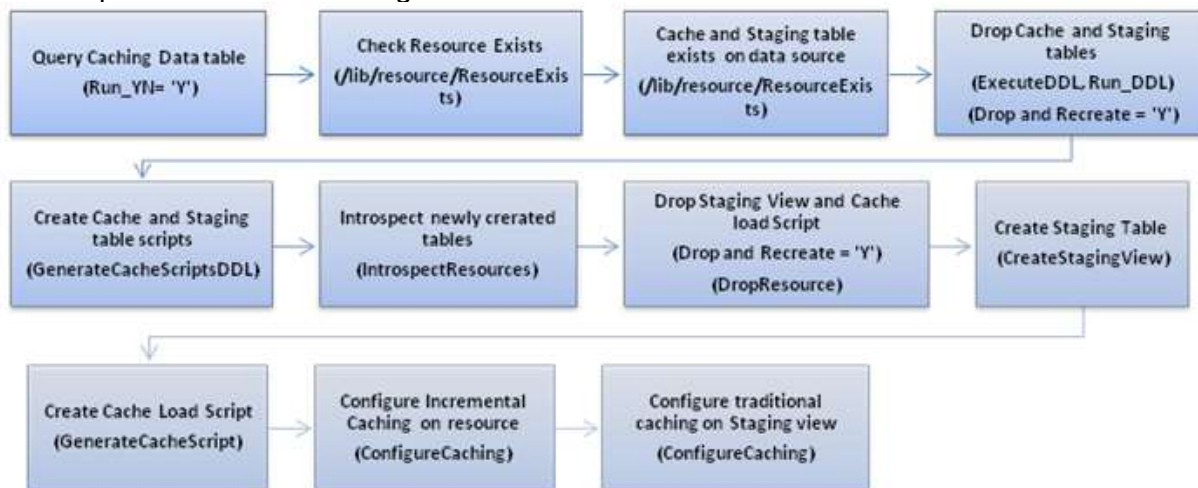 Query Caching Data table
(Run_YN= 'Y')
Check Resource Exists
(/lib/resource/ResourceExis
ts)
Cache and Staging table
exists on data source
(/lib/resource/ResourceExis
ts)
Drop Cache and Staging
tables
(ExecuteDDL, Run_DDL)
(Drop and Recreate = 'Y')
Create Cache and Staging
table scripts
(GenerateCacheScriptsDDL)
Introspect newly crerated
tables
(IntrospectResources)
Drop Staging View and Cache
load Script
(Drop and Recreate = 'Y')
(DropResource)
Create Staging Table
(CreateStagingView)
Create Cache Load Script
(GenerateCacheScript)
Configure Incremental
Caching on resource
(ConfigureCaching)
Configure traditional
caching on Staging view
(ConfigureCaching)